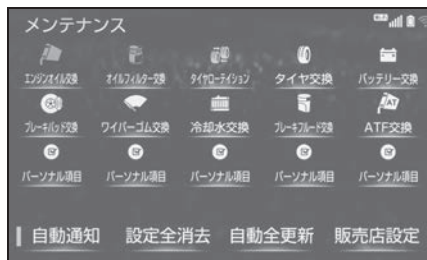 メンテナンス
エンジンオイル交換 オイルフィルター交換 タイヤローテイション タイヤ交換 バッテリー交換
ブレーキパッド交換 ワイパーゴム交換 冷却水交換 ブレーキフルード交換 ATF交換
パーソナル項目 パーソナル項目 パーソナル項目 パーソナル項目 パーソナル項目
自動通知 設定全消去 自動全更新 販売店設定